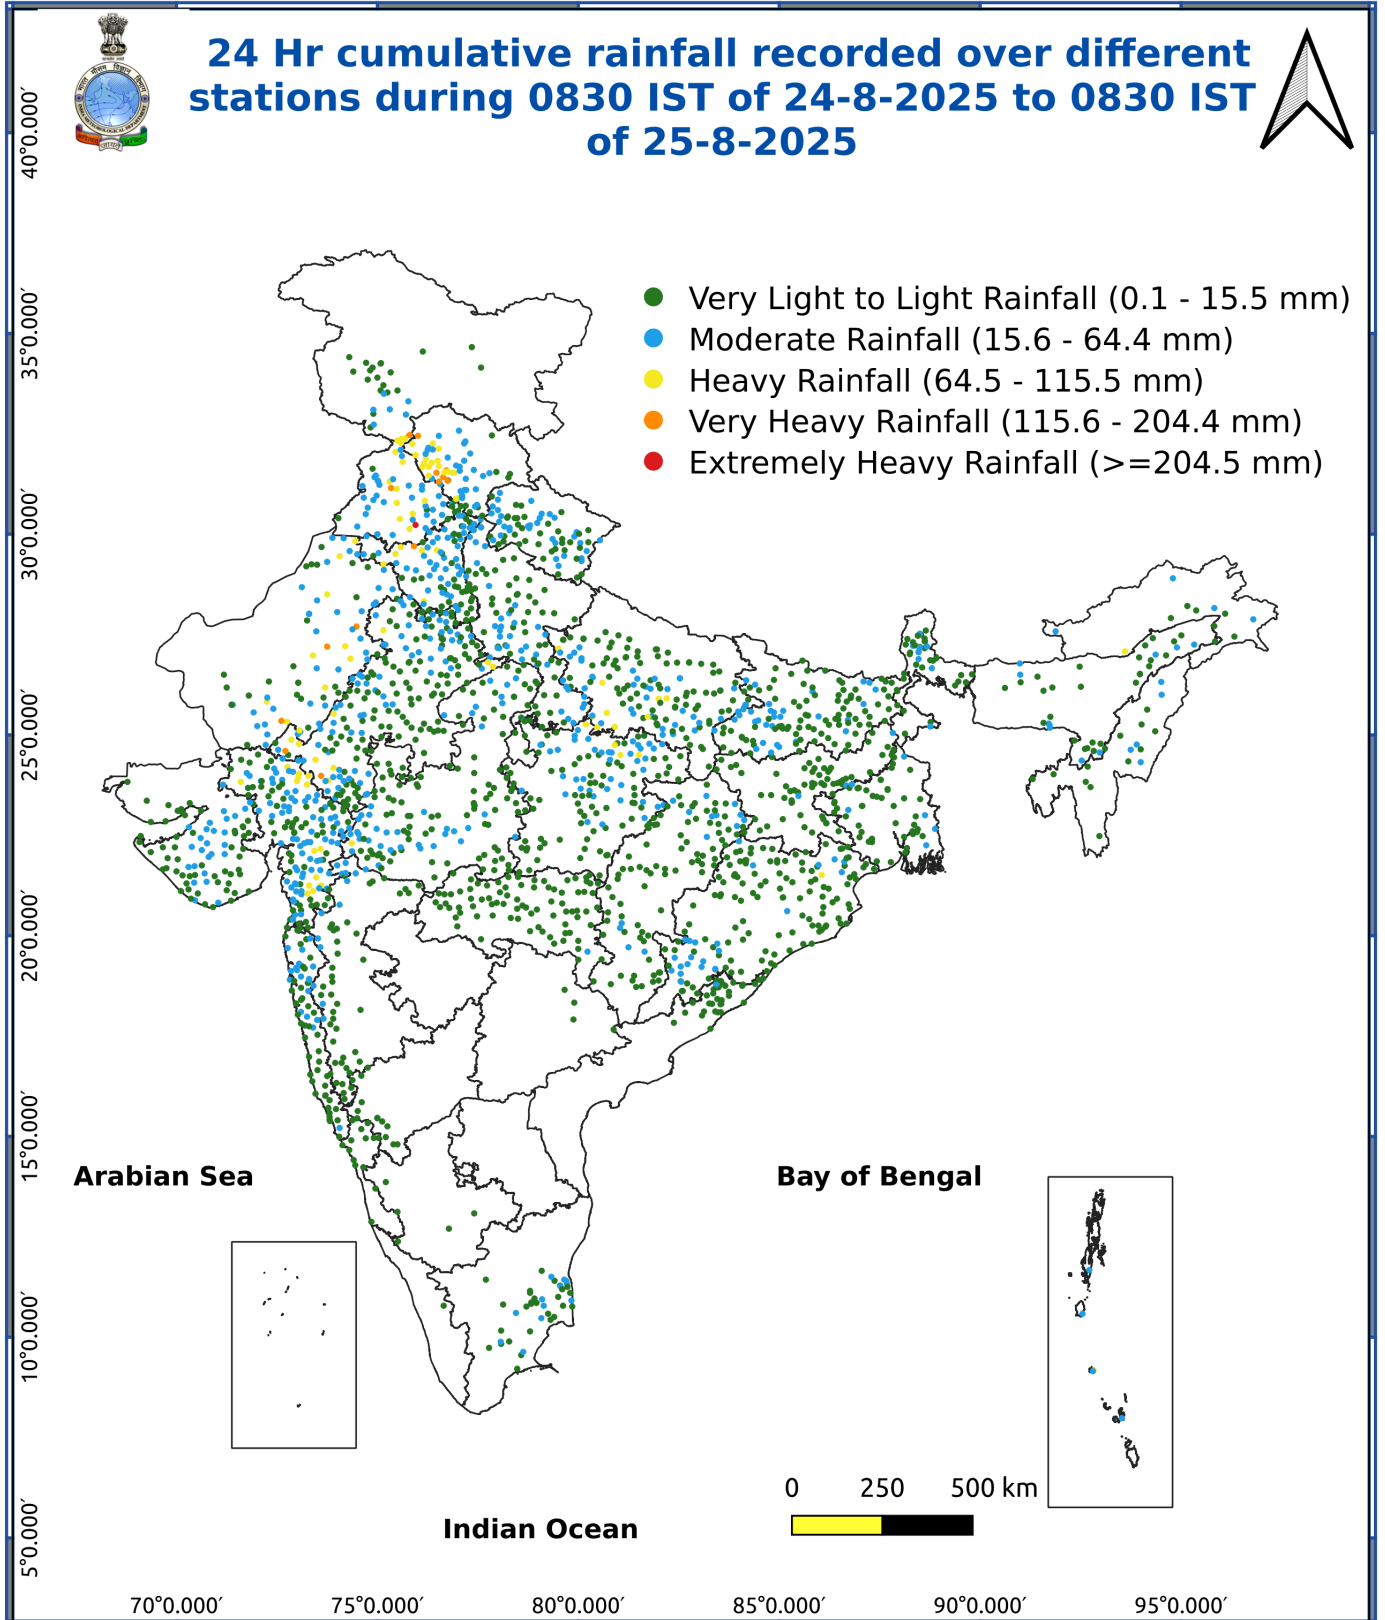 24 Hr cumulative rainfall recorded over different
stations during 0830 IST of 24-8-2025 to 0830 IST
of 25-8-2025
Very Light to Light Rainfall (0.1 - 15.5 mm)
Moderate Rainfall (15.6 - 64.4 mm)
Heavy Rainfall (64.5 - 115.5 mm)
Very Heavy Rainfall (115.6 - 204.4 mm)
Extremely Heavy Rainfall (>=204.5 mm)
40°0.000′
35°0.000′
30°0.000′
25°0.000′
20°0.000′
15°0.000′
10°0.000′
5°0.000′
Arabian Sea
Bay of Bengal
Indian Ocean
0 250 500 km
70°0.000′ 75°0.000′ 80°0.000′ 85°0.000′ 90°0.000′ 95°0.000′